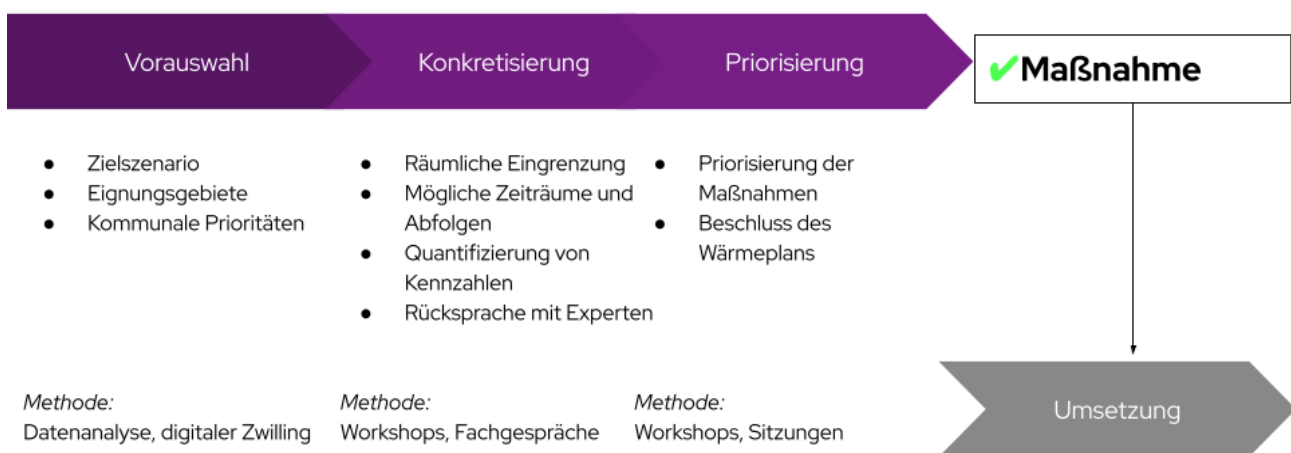 Vorauswahl
Konkretisierung
Priorisierung
✔Maßnahme
● Zielszenario
● Eignungsgebiete
● Kommunale Prioritäten
● Räumliche Eingrenzung
● Mögliche Zeiträume und
Abfolgen
● Quantifizierung von
Kennzahlen
● Rücksprache mit Experten
● Priorisierung der
Maßnahmen
● Beschluss des
Wärmeplans
Methode:
Datenanalyse, digitaler Zwilling
Methode:
Workshops, Fachgespräche
Methode:
Workshops, Sitzungen
Umsetzung